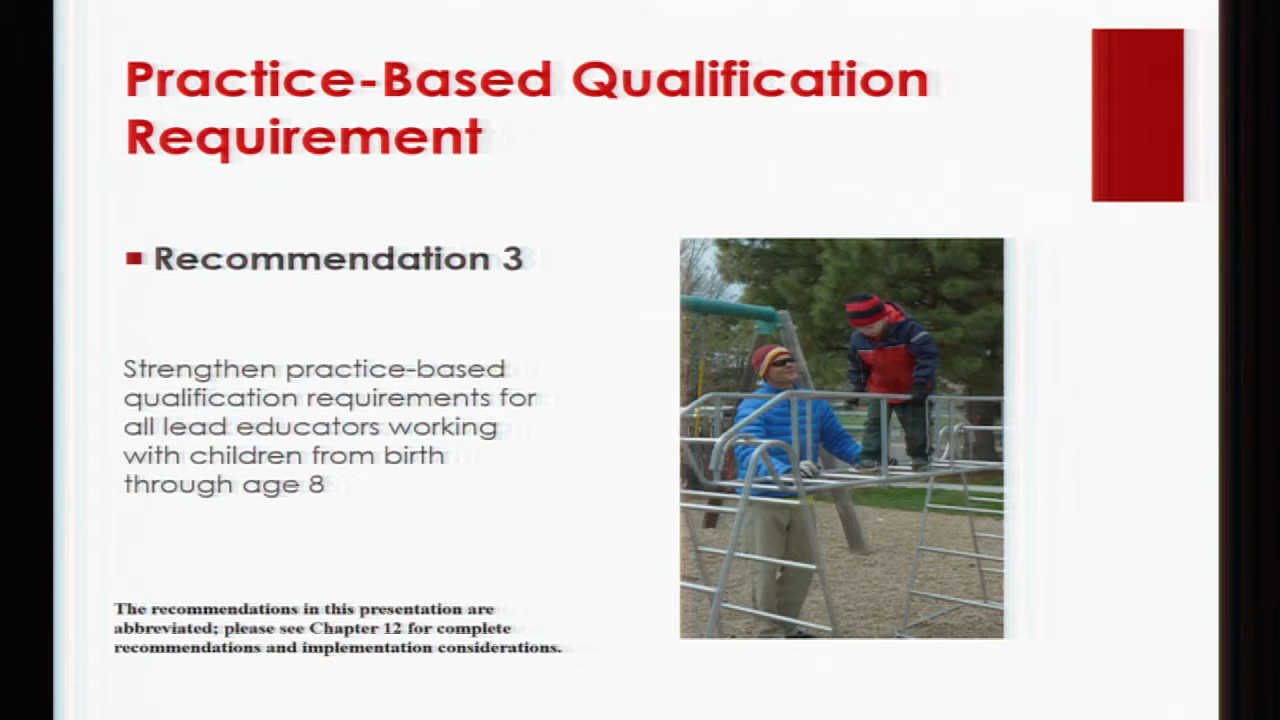 Practice-Based Qualification
Requirement
Recommendation 3
Strengthen practice-based
qualification requirements for
all lead educators working
with children from birth
through age 8
The recommendations in this presentation are
abbreviated; please see Chapter 12 for complete
recommendations and implementation considerations.